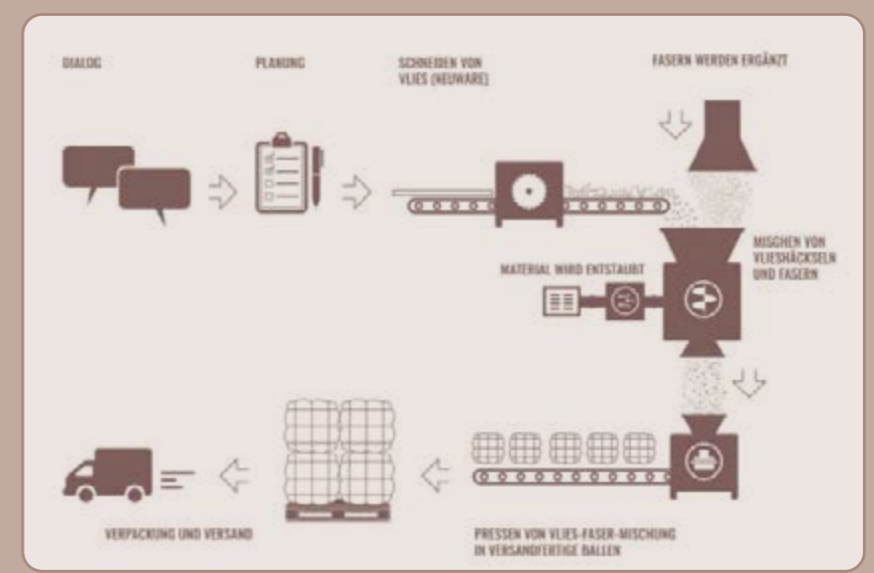 DIALOG
PLANUNG
SCHNEIDEN VON
VLIES (NEUWARE)
FASERN WERDEN ERGÄNZT
MISCHEN VON
VLIESHÄCKSELN
UND FASERN
MATERIAL WIRD ENTSTAUBT
VERPACKUNG UND VERSAND
PRESSEN VON VLIES-FASER-MISCHUNG
IN VERSANDFERTIGE BALLEN